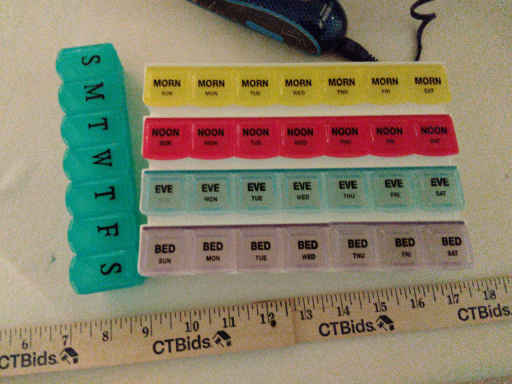 S
M
T
W
T
F
S
MORN MORN MORN MORN MORN MORN MORN
SUN MON TUE WED THU FRI SAT
NOON NOON NOON NOON NOON NOON NOON
SUN MON TUE WED THU FRI SAT
EVE EVE EVE EVE EVE EVE EVE
MON TUE WED THU FRI SAT
BED BED BED BED BED BED BED
SUN MON TUE WED THU FRI SAT
6 7 8 9 10 11 12 13 14 15 16 17 18
CTBids CTBids CTBids CTBids